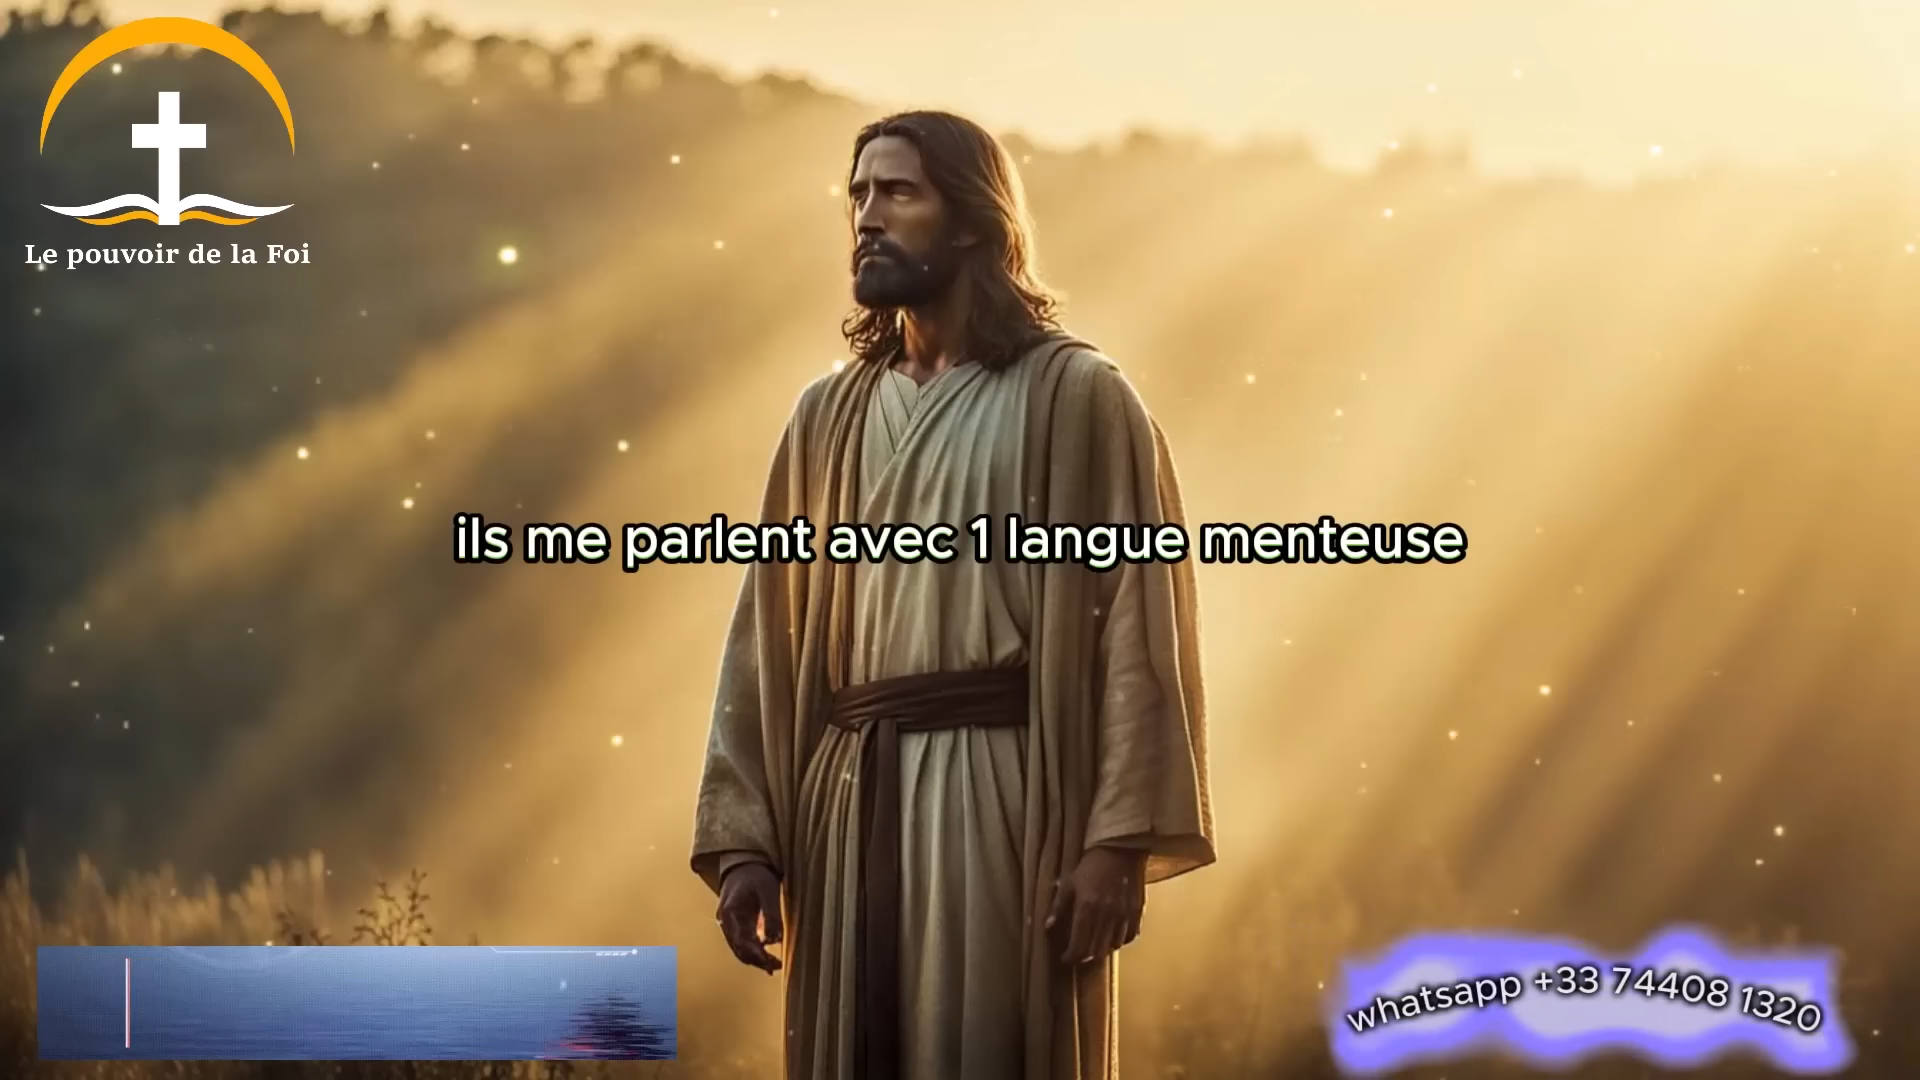 Le pouvoir de la Foi
ils me parlent avec 1 langue menteuse
whatsapp +33 74408 1320